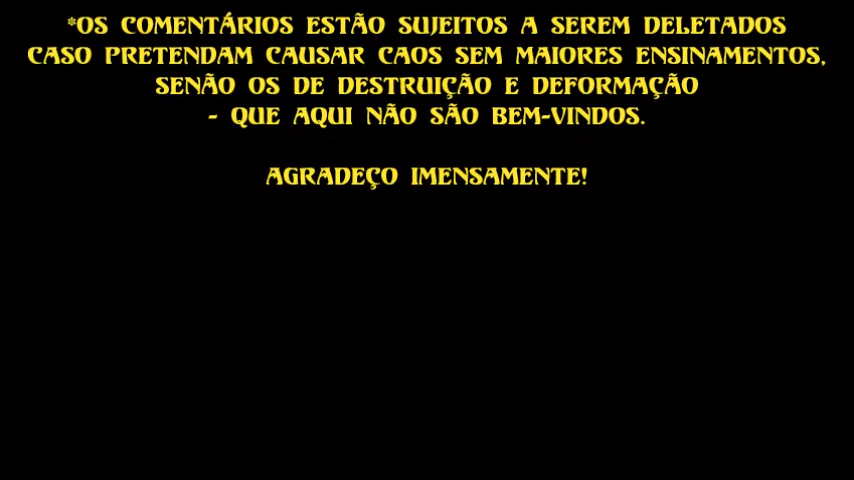 *OS COMENTÁRIOS ESTÃO SUJEITOS A SEREM DELETADOS
CASO PRETENDAM CAUSAR CAOS SEM MAIORES ENSINAMENTOS,
SENÃO OS DE DESTRUIÇÃO E DEFORMAÇÃO
- QUE AQUI NÃO SÃO BEM-VINDOS.
AGRADEÇO IMENSAMENTE!